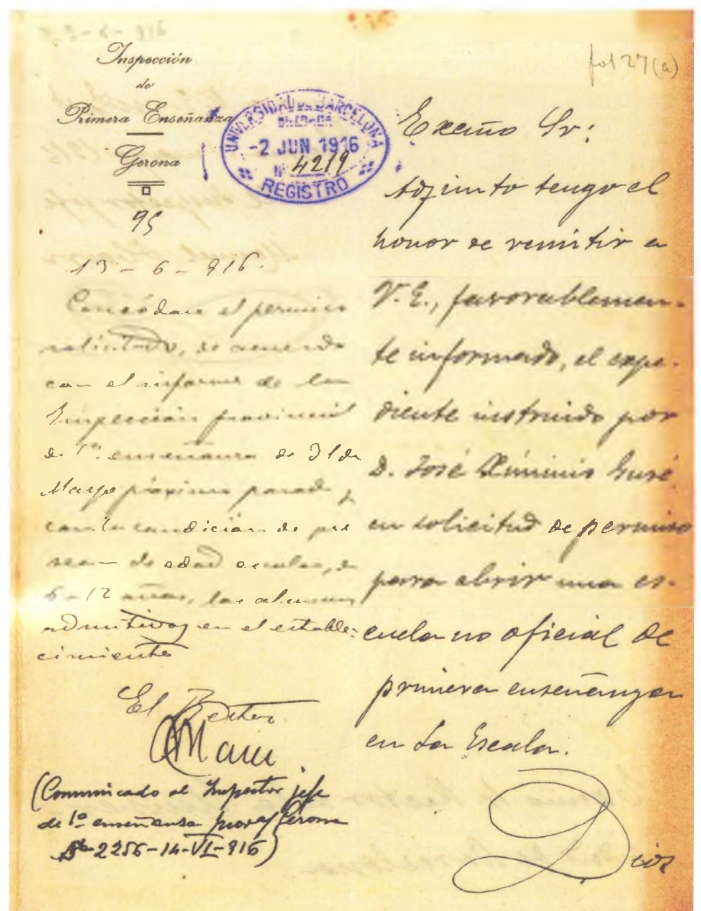 fol 27(a)
Inspección
de
Primera Enseñanza
Gerona
95
UNIVERSIDAD DE BARCELONA
ENTRADA
-2 JUN 1916
Nº 4219
REGISTRO
13-6-916.
Concédase el permiso
solicitado, de acuerdo
con el informe de la
Inspección provincial
de 1ª enseñanza de 31 de
Mayo próximo pasado y
con la condición de que
sean de edad escolar, de
6-12 años, los alumnos
admitidos en el estable-
cimiento
El Rector
(Comunicado al Inspector jefe
de 1ª enseñanza prov. Gerona
2256-14-VI-916)
Excmo Sr:
Adjunto tengo el
honor de remitir a
V.E., favorablemen-
te informado, el expe-
diente instruido por
D. José Ximinis Gusé
en solicitud de permiso
para abrir una es-
cuela no oficial de
primera enseñanza
en La Escala.
Dios